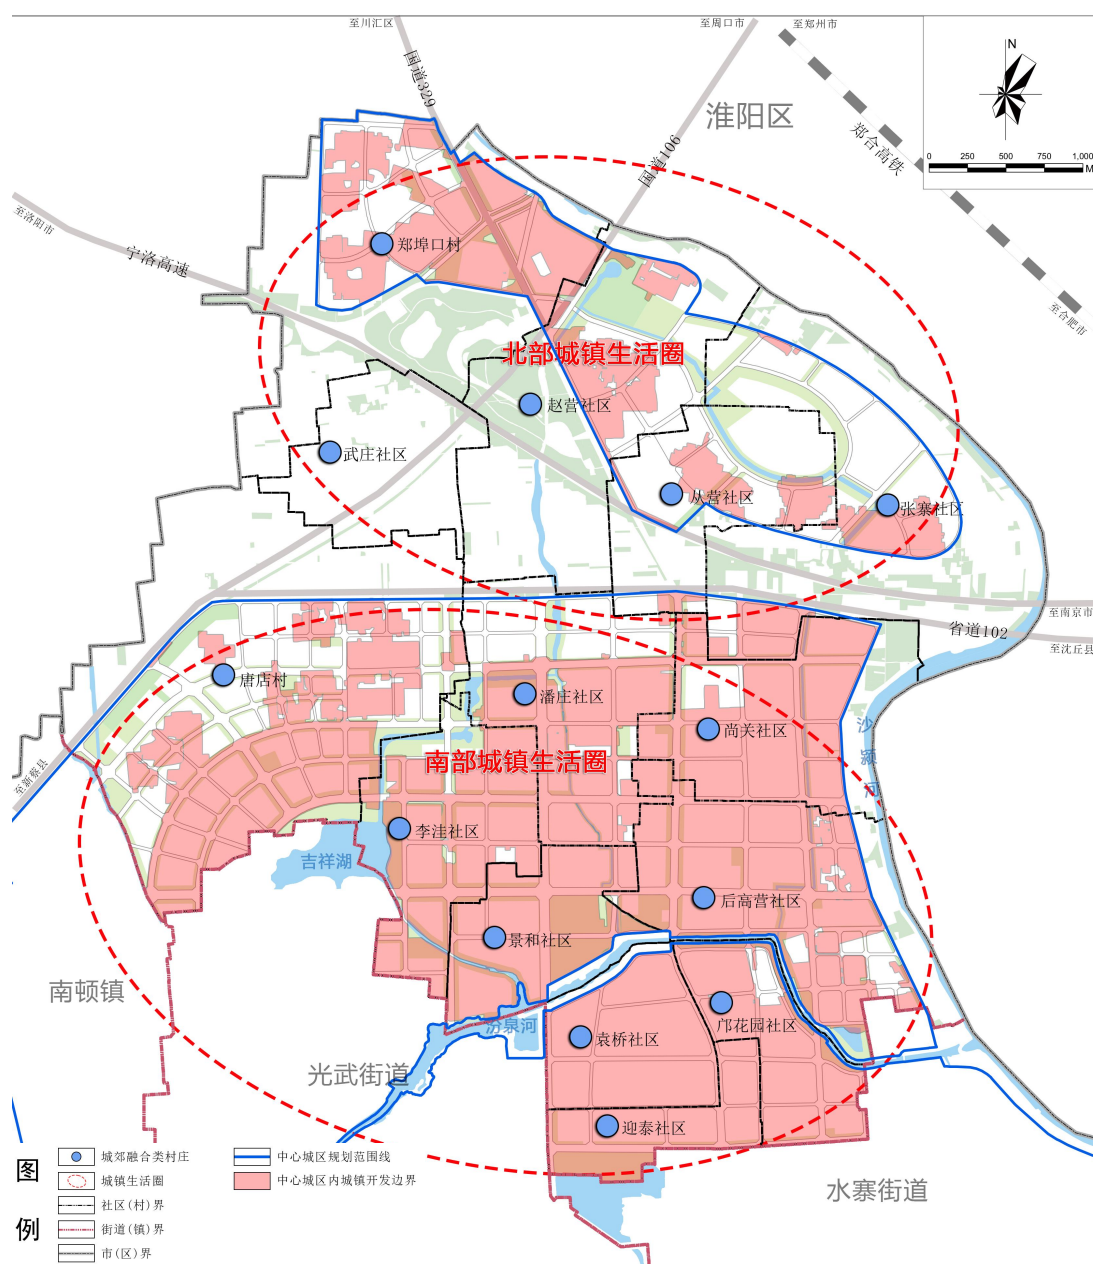 至川汇区
至周口市
至郑州市
N
国道329
淮阳区
国道106
郑合高铁
0 250 500 750 1,000
M
至洛阳市
宁洛高速
郑埠口村
至合肥市
北部城镇生活圈
赵营社区
武庄社区
从营社区
张寨社区
至南京市
省道102
至沈丘县
唐店村
潘庄社区
尚关社区
沙颍河
南部城镇生活圈
至新蔡县
李洼社区
吉祥湖
后高营社区
景和社区
南顿镇
汾泉河
袁桥社区
邝花园社区
光武街道
迎泰社区
水寨街道
图例
城郊融合类村庄
中心城区规划范围线
城镇生活圈
中心城区内城镇开发边界
社区(村)界
街道(镇)界
市(区)界